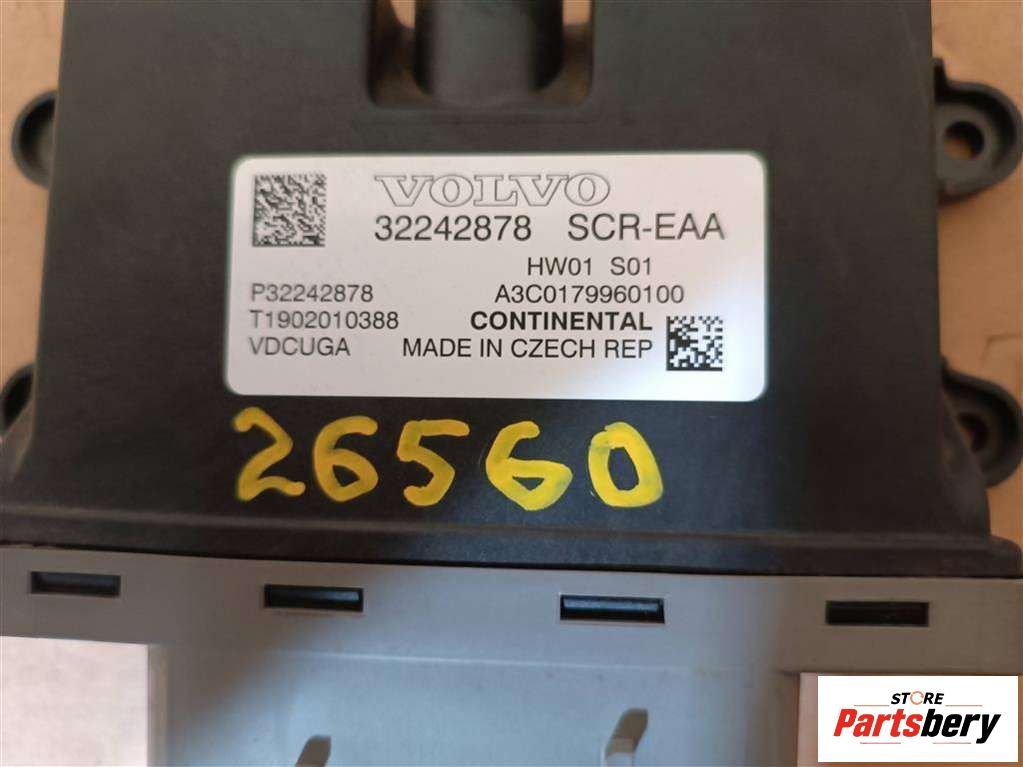 VOLVO
32242878 SCR-EAA
HW01 S01
P32242878 A3C0179960100
T1902010388 CONTINENTAL
VDCUGA MADE IN CZECH REP
26560
STORE
Partsbery